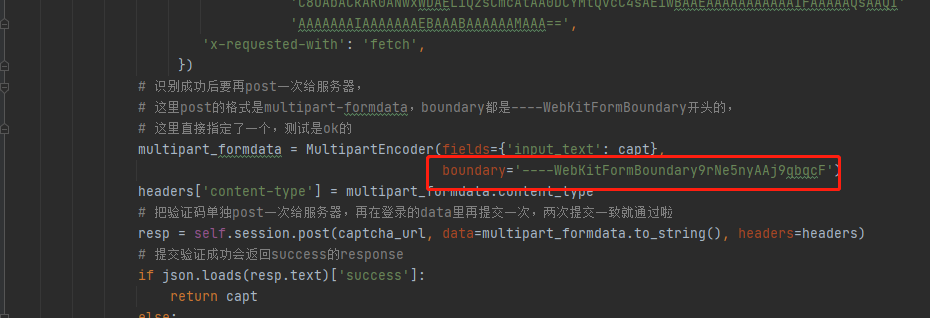 'AAAAAAAIAAAAAAAEBAAABAAAAAAMAAA==',
'x-requested-with': 'fetch',
})
# 识别成功后要再post一次给服务器,
# 这里post的格式是multipart-formdata, boundary都是----WebKitFormBoundary开头的,
# 这里直接指定了一个, 测试是ok的
multipart_formdata = MultipartEncoder(fields={'input_text': capt},
boundary='----WebKitFormBoundary9rNe5nyAAj9gbqcF')
headers['content-type'] = multipart_formdata.content_type
# 把验证码单独post一次给服务器, 再在登录的data里再提交一次, 两次提交一致就通过啦
resp = self.session.post(captcha_url, data=multipart_formdata.to_string(), headers=headers)
# 提交验证成功会返回success的response
if json.loads(resp.text)['success']:
return capt
else: